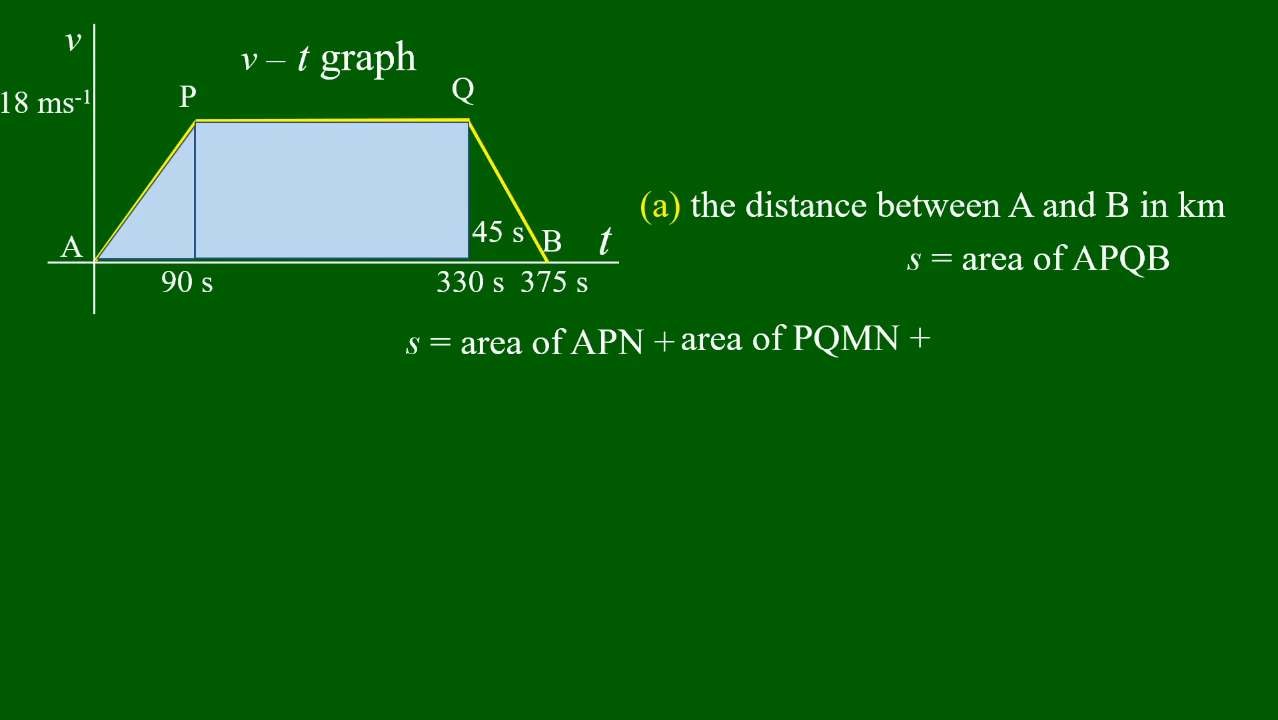 v
v – t graph
18 ms⁻¹
P
Q
A
45 s
B
t
90 s
330 s
375 s
(a) the distance between A and B in km
s = area of APQB
s = area of APN + area of PQMN +